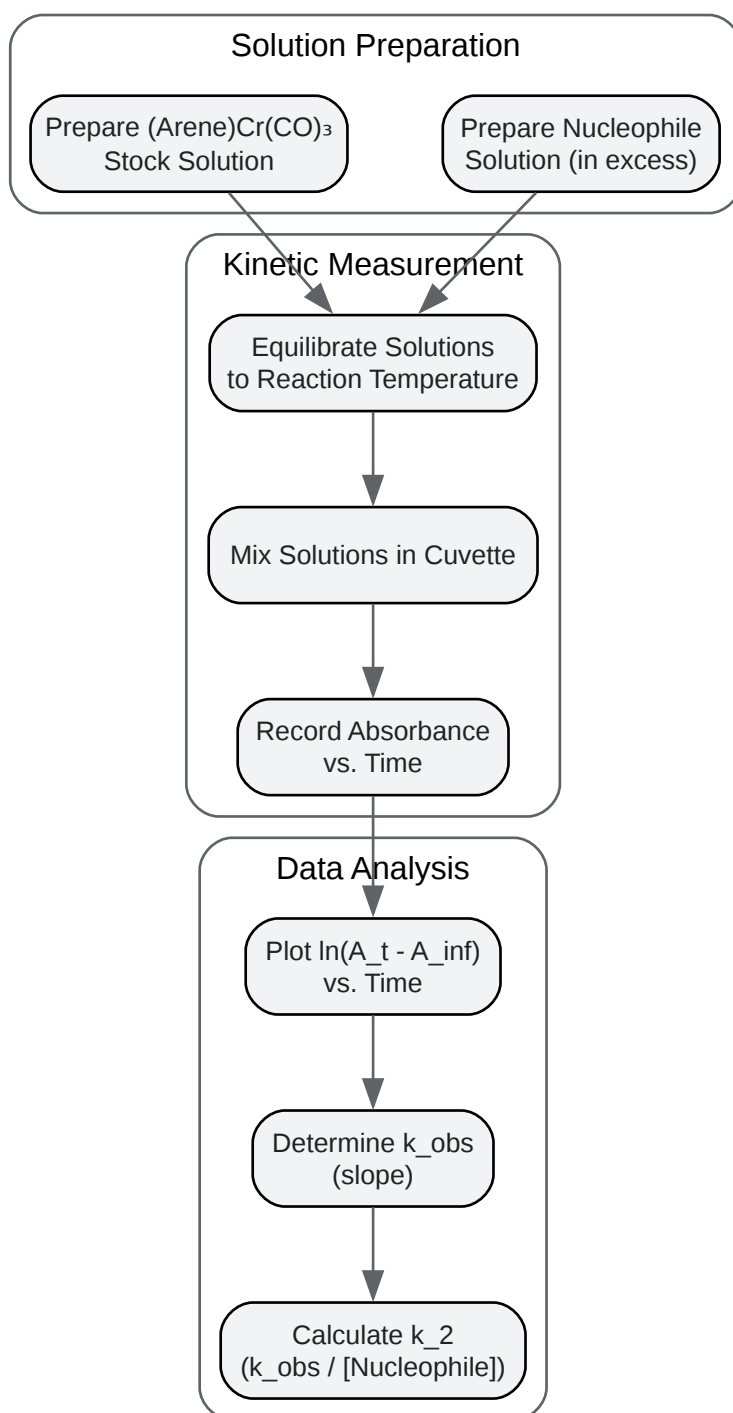 Solution Preparation
Prepare (Arene)Cr(CO)₃
Stock Solution
Prepare Nucleophile
Solution (in excess)
Kinetic Measurement
Equilibrate Solutions
to Reaction Temperature
Mix Solutions in Cuvette
Record Absorbance
vs. Time
Data Analysis
Plot ln(A_t - A_inf)
vs. Time
Determine k_obs
(slope)
Calculate k_2
(k_obs / [Nucleophile])